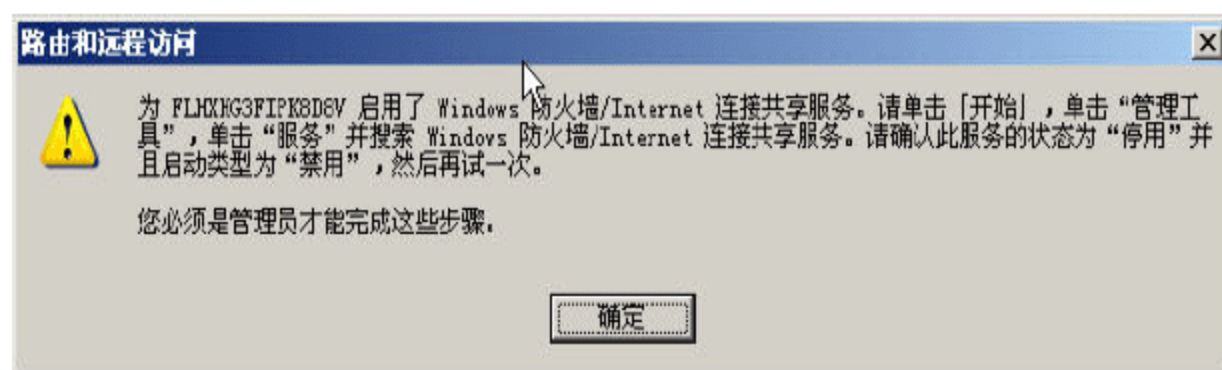 路由和远程访问
为 FLHXHG3FIPK8D8V 启用了 Windows 防火墙/Internet 连接共享服务。请单击「开始」,单击“管理工
具”,单击“服务”并搜索 Windows 防火墙/Internet 连接共享服务。请确认此服务的状态为“停用”并
且启动类型为“禁用”,然后再试一次。
您必须是管理员才能完成这些步骤。
确定